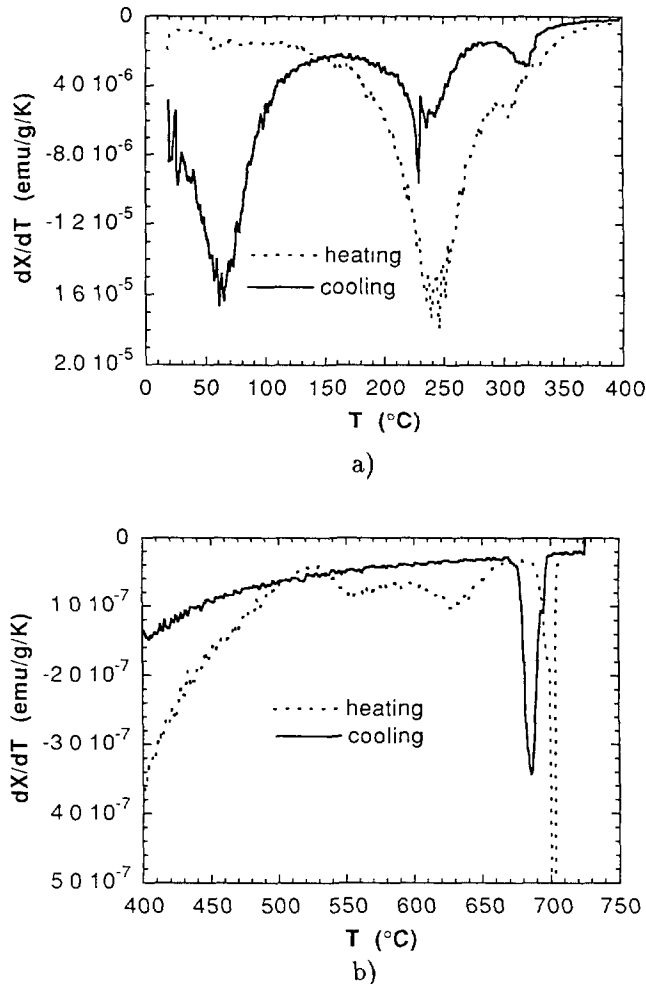 0
4 0 10⁻⁶
-8.0 10⁻⁶
-1 2 10⁻⁵
1 6 10⁻⁵
2.0 10⁻⁵
dX/dT (emu/g/K)
heating
cooling
0 50 100 150 200 250 300 350 400
T (°C)
a)
0
1 0 10⁻⁷
-2 0 10⁻⁷
-3 0 10⁻⁷
4 0 10⁻⁷
5 0 10⁻⁷
dX/dT (emu/g/K)
heating
cooling
400 450 500 550 600 650 700 750
T (°C)
b)